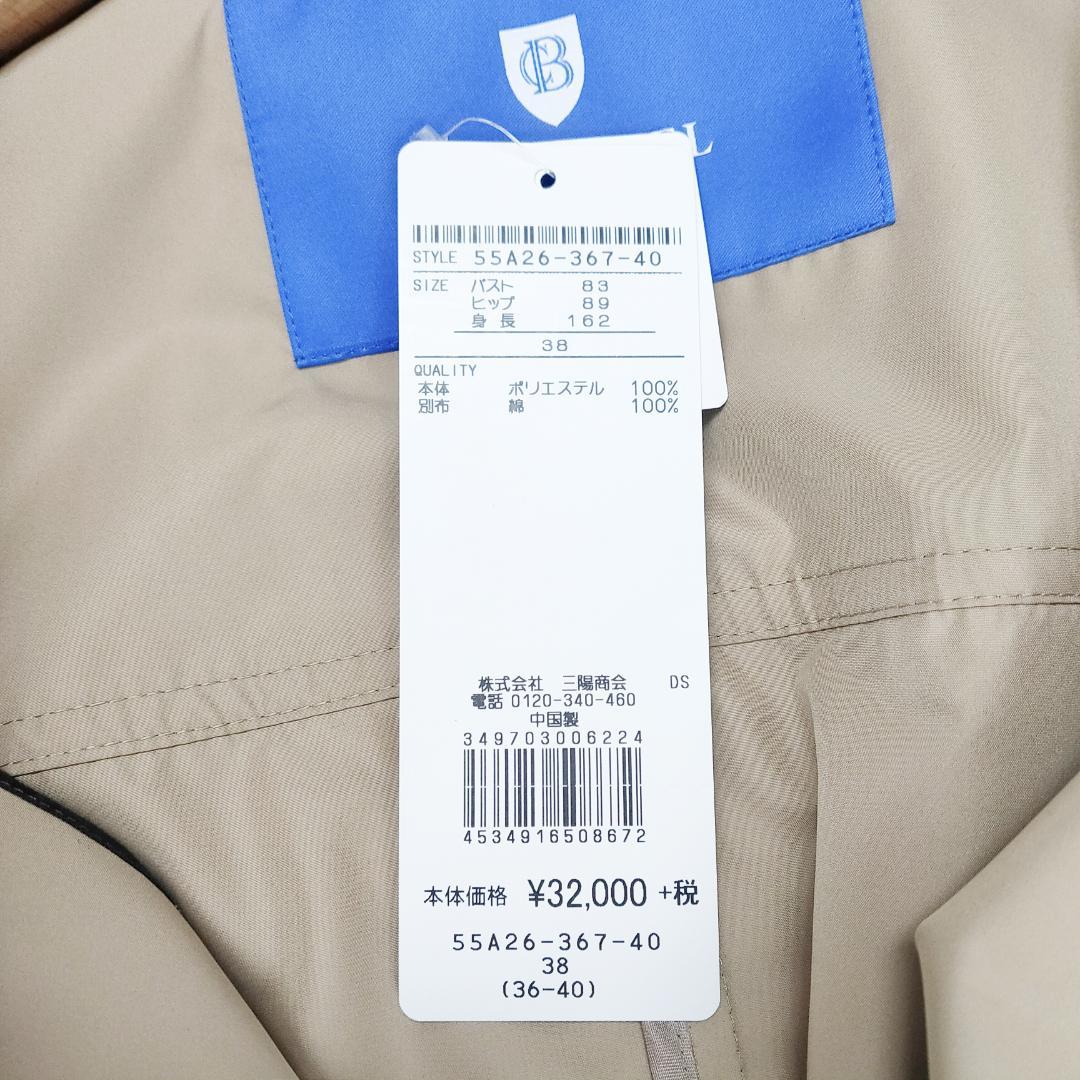 CB
L
STYLE 55A26-367-40
SIZE バスト 83
ヒップ 89
身長 162
38
QUALITY
本体 ポリエステル 100%
別布 綿 100%
株式会社 三陽商会 DS
電話 0120-340-460
中国製
349703006224
4534916508672
本体価格 ¥32,000 +税
55A26-367-40
38
(36-40)